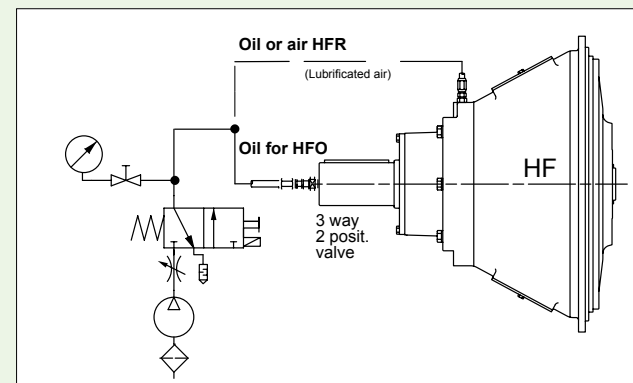 Oil or air HFR
(Lubrificated air)
Oil for HFO
HF
3 way
2 posit.
valve